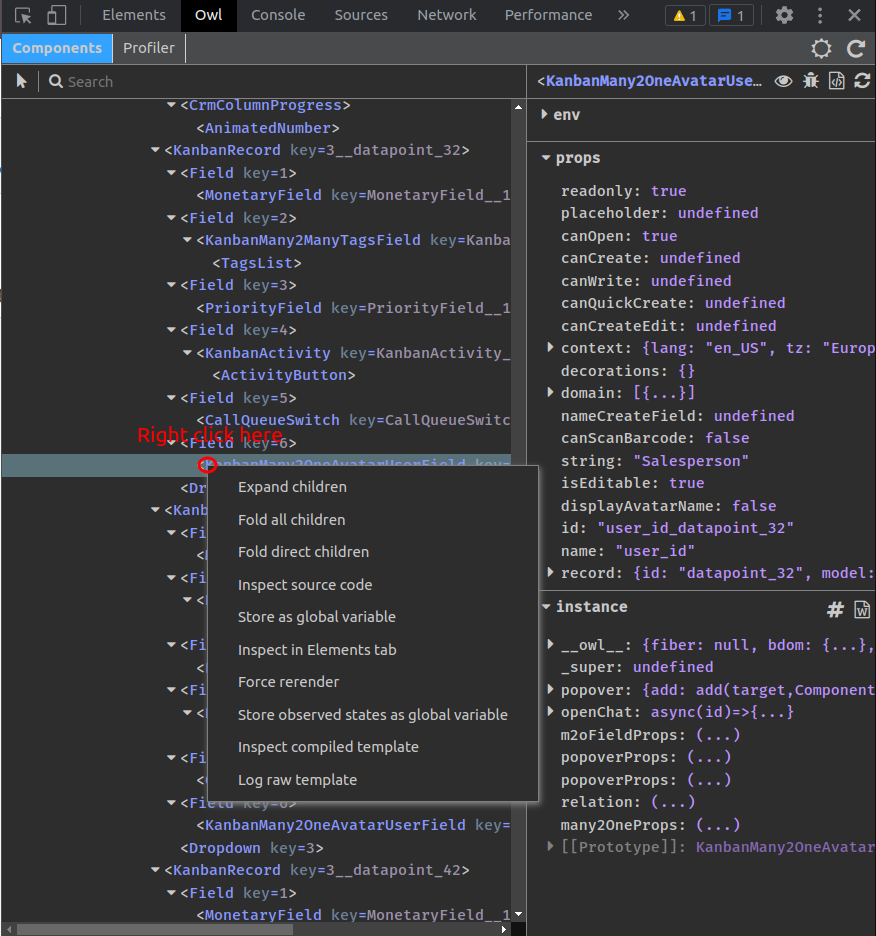 Elements Owl Console Sources Network Performance » 1 1
Components Profiler
Search
<CrmColumnProgress>
<AnimatedNumber>
<KanbanRecord key=3__datapoint_32>
<Field key=1>
<MonetaryField key=MonetaryField__1
<Field key=2>
<KanbanMany2ManyTagsField key=Kanba
<TagsList>
<Field key=3>
<PriorityField key=PriorityField__1
<Field key=4>
<KanbanActivity key=KanbanActivity_
<ActivityButton>
<Field key=5>
<CallQueueSwitch key=CallQueueSwitc
Right click here
<Field key=6>
<KanbanMany2OneAvatarUserField key=
<Dr
<Kanb
<Fi
<Fi
<Fi
<Fi
<Fi
<Field key=6>
<KanbanMany2OneAvatarUserField key=
<Dropdown key=3>
<KanbanRecord key=3__datapoint_42>
<Field key=1>
<MonetaryField key=MonetaryField__1
Expand children
Fold all children
Fold direct children
Inspect source code
Store as global variable
Inspect in Elements tab
Force rerender
Store observed states as global variable
Inspect compiled template
Log raw template
<KanbanMany2OneAvatarUse…
env
props
readonly: true
placeholder: undefined
canOpen: true
canCreate: undefined
canWrite: undefined
canQuickCreate: undefined
canCreateEdit: undefined
context: {lang: "en_US", tz: "Europ
decorations: {}
domain: [{...}]
nameCreateField: undefined
canScanBarcode: false
string: "Salesperson"
isEditable: true
displayAvatarName: false
id: "user_id_datapoint_32"
name: "user_id"
record: {id: "datapoint_32", model:
instance # W
__owl__: {fiber: null, bdom: {...},
_super: undefined
popover: {add: add(target,Component
openChat: async(id)=>{...}
m2oFieldProps: (...)
popoverProps: (...)
popoverProps: (...)
relation: (...)
many2OneProps: (...)
[[Prototype]]: KanbanMany2OneAvatar